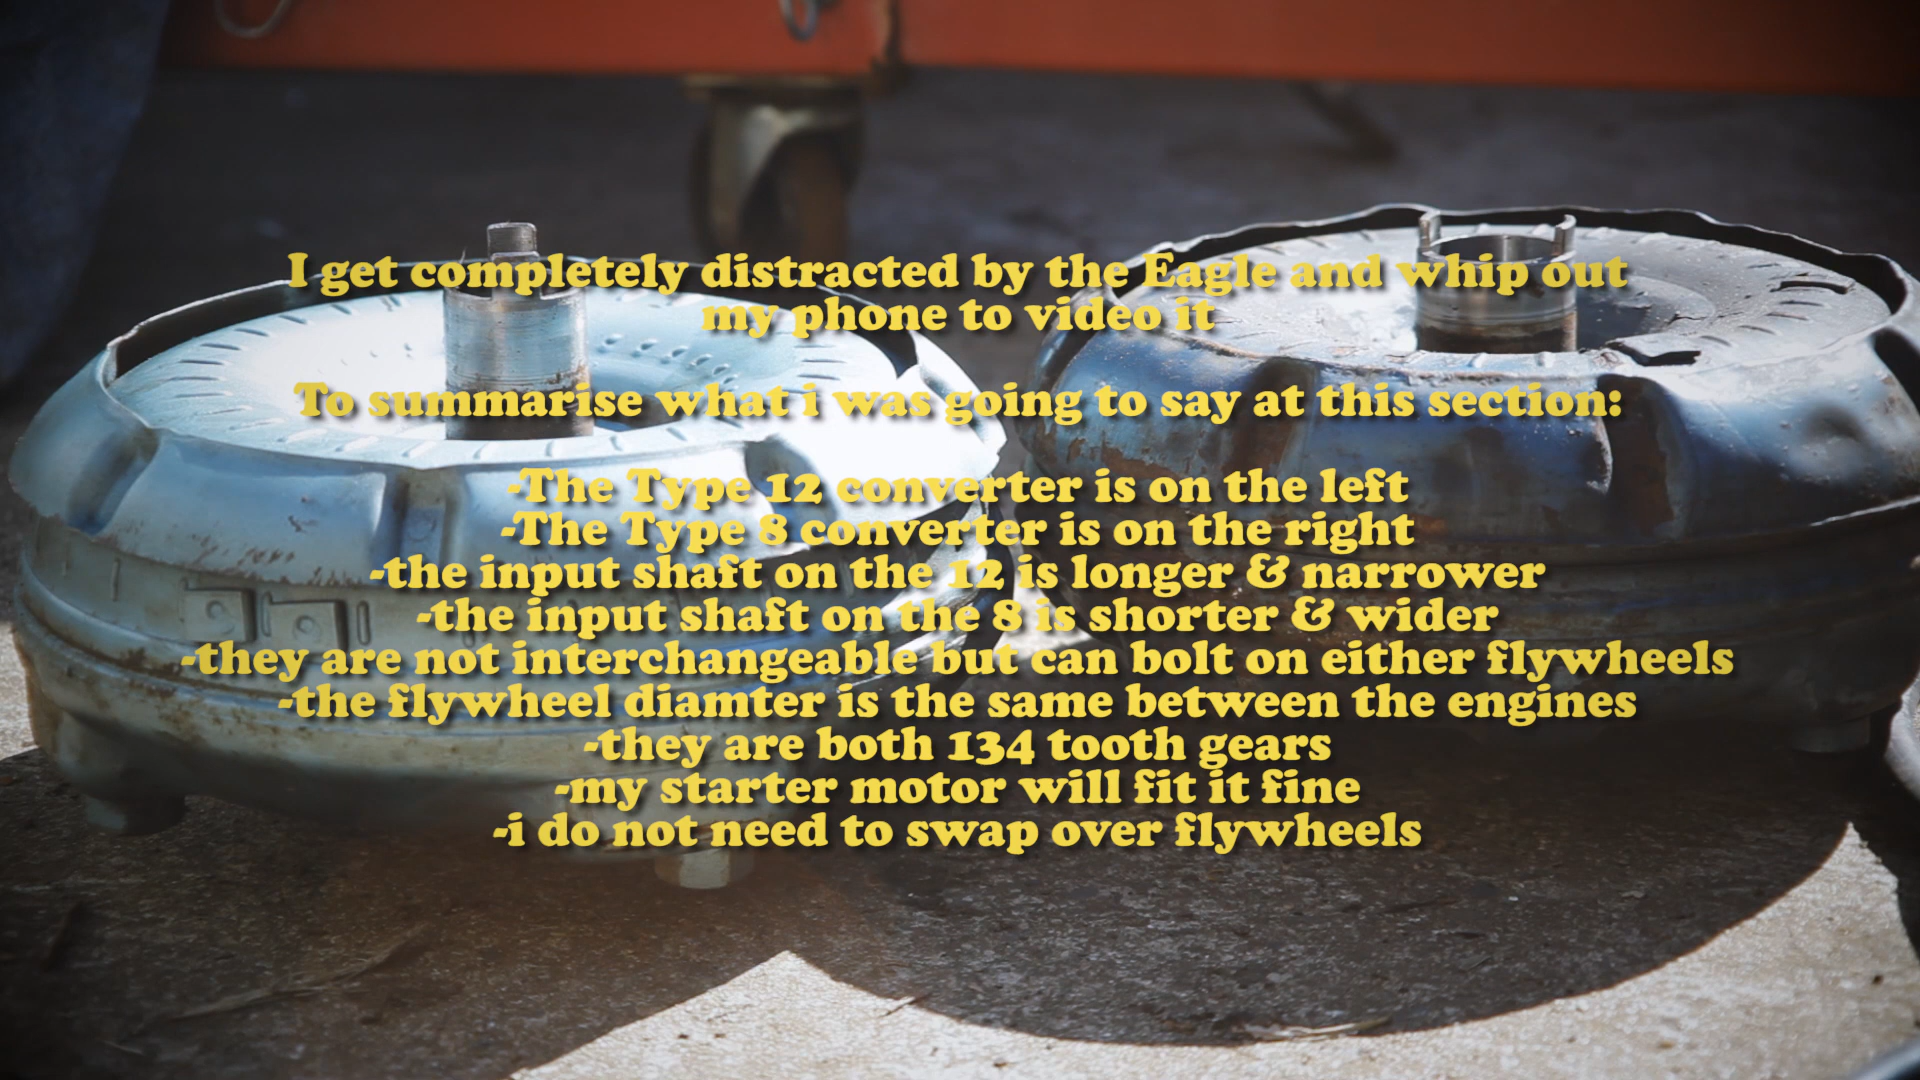 I get completely distracted by the Eagle and whip out
my phone to video it
To summarise what i was going to say at this section:
-The Type 12 converter is on the left
-The Type 8 converter is on the right
-the input shaft on the 12 is longer & narrower
-the input shaft on the 8 is shorter & wider
-they are not interchangeable but can bolt on either flywheels
-the flywheel diamter is the same between the engines
-they are both 134 tooth gears
-my starter motor will fit it fine
-i do not need to swap over flywheels